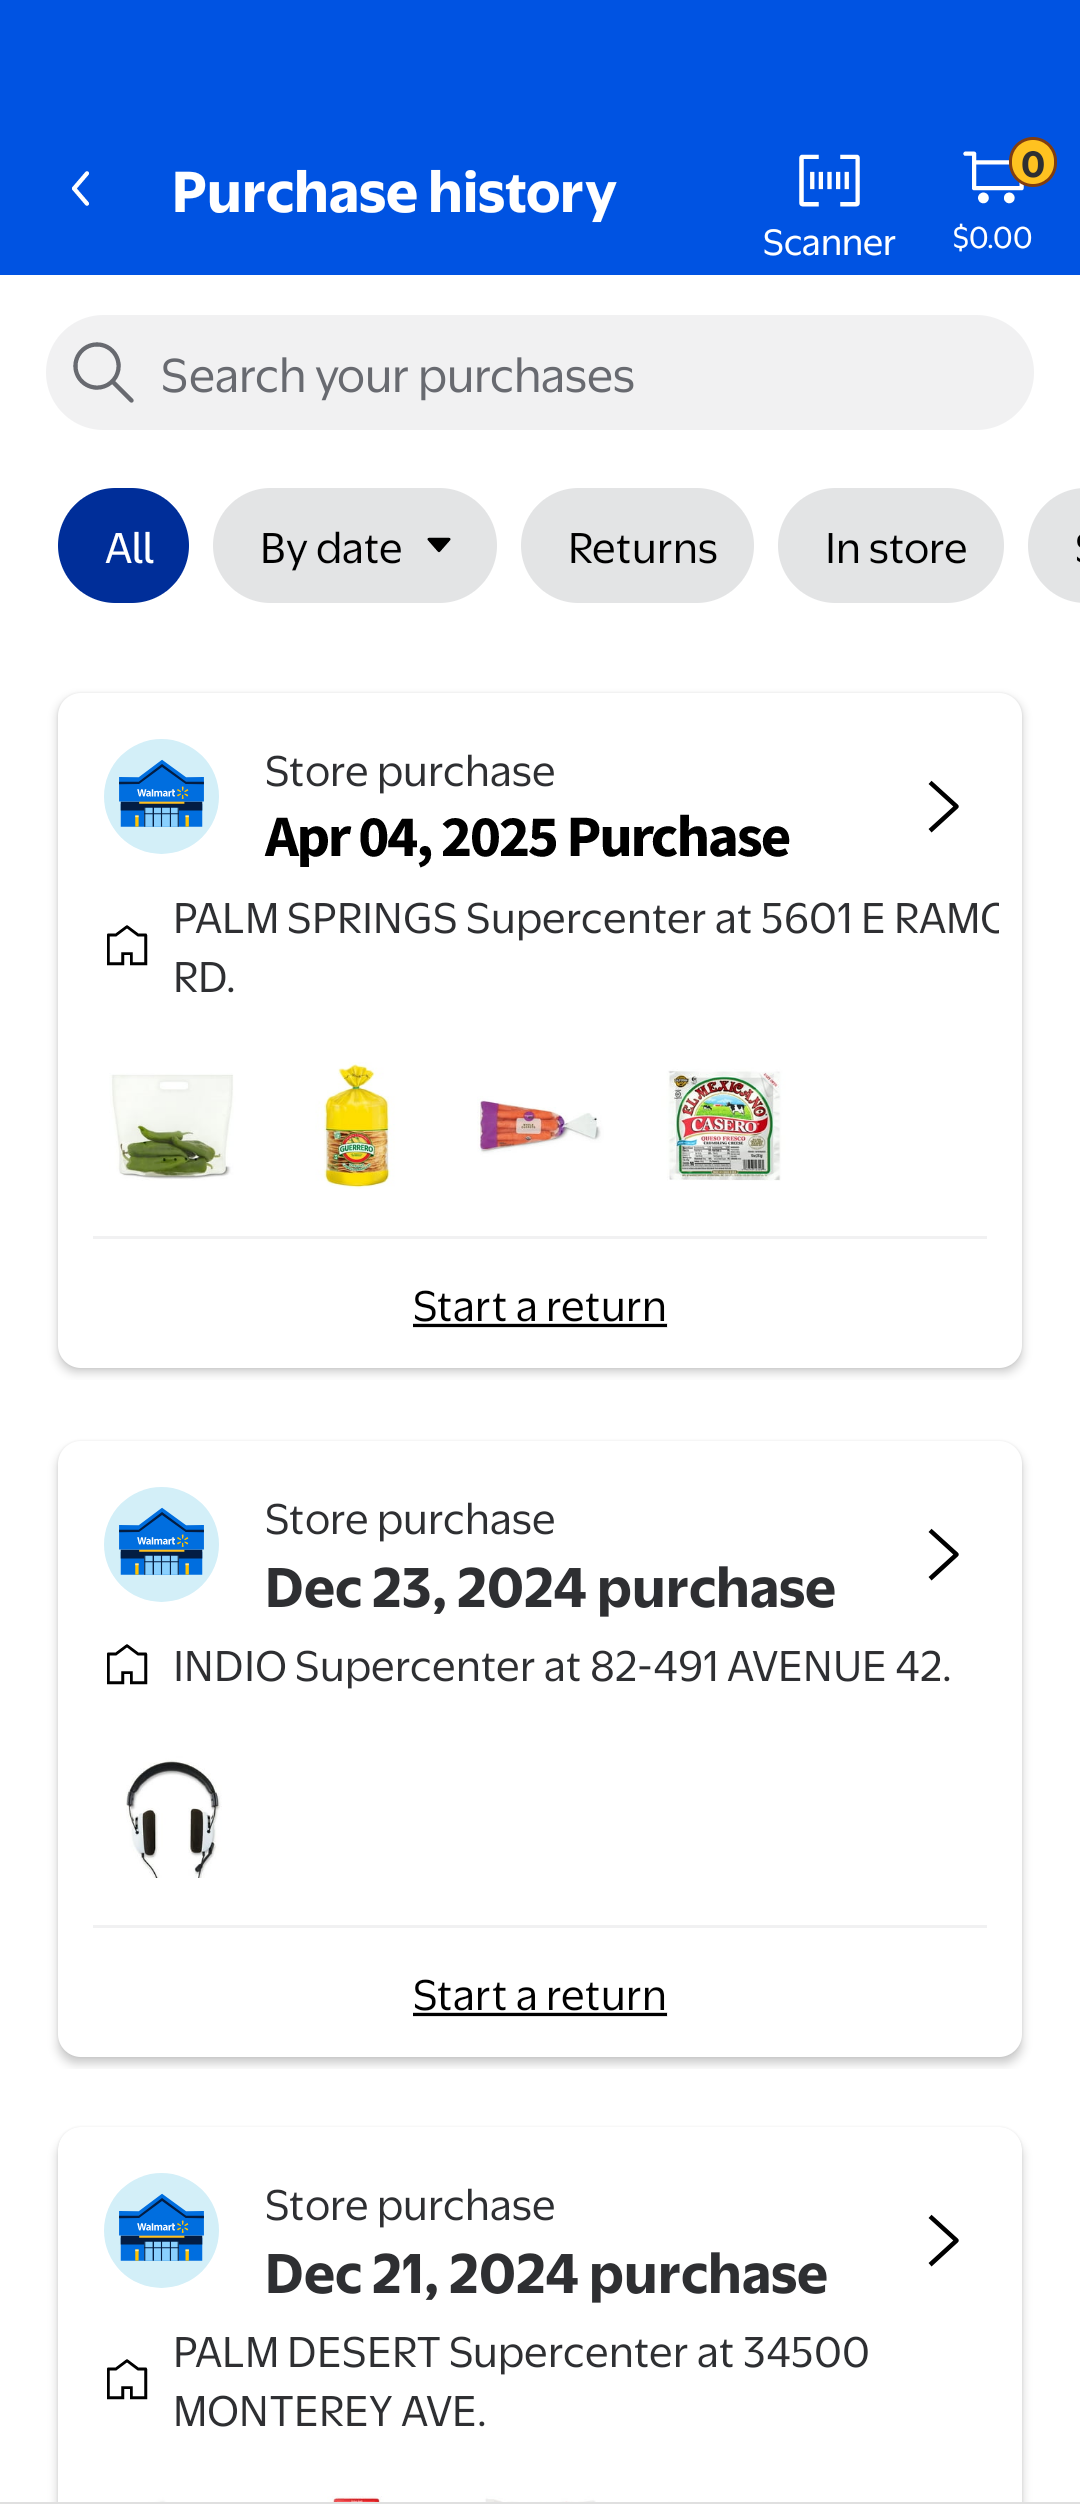 Purchase history
0
Scanner
$0.00
Search your purchases
All
By date
Returns
In store
Walmart
Store purchase
Apr 04, 2025 Purchase
PALM SPRINGS Supercenter at 5601 E
RD.
GUERRERO
EL MEXICANO
CASERO
QUESO FRESCO
Start a return
Walmart
Store purchase
Dec 23, 2024 purchase
INDIO Supercenter at 82-491 AVENUE 42.
Start a return
Walmart
Store purchase
Dec 21, 2024 purchase
PALM DESERT Supercenter at 34500
MONTEREY AVE.